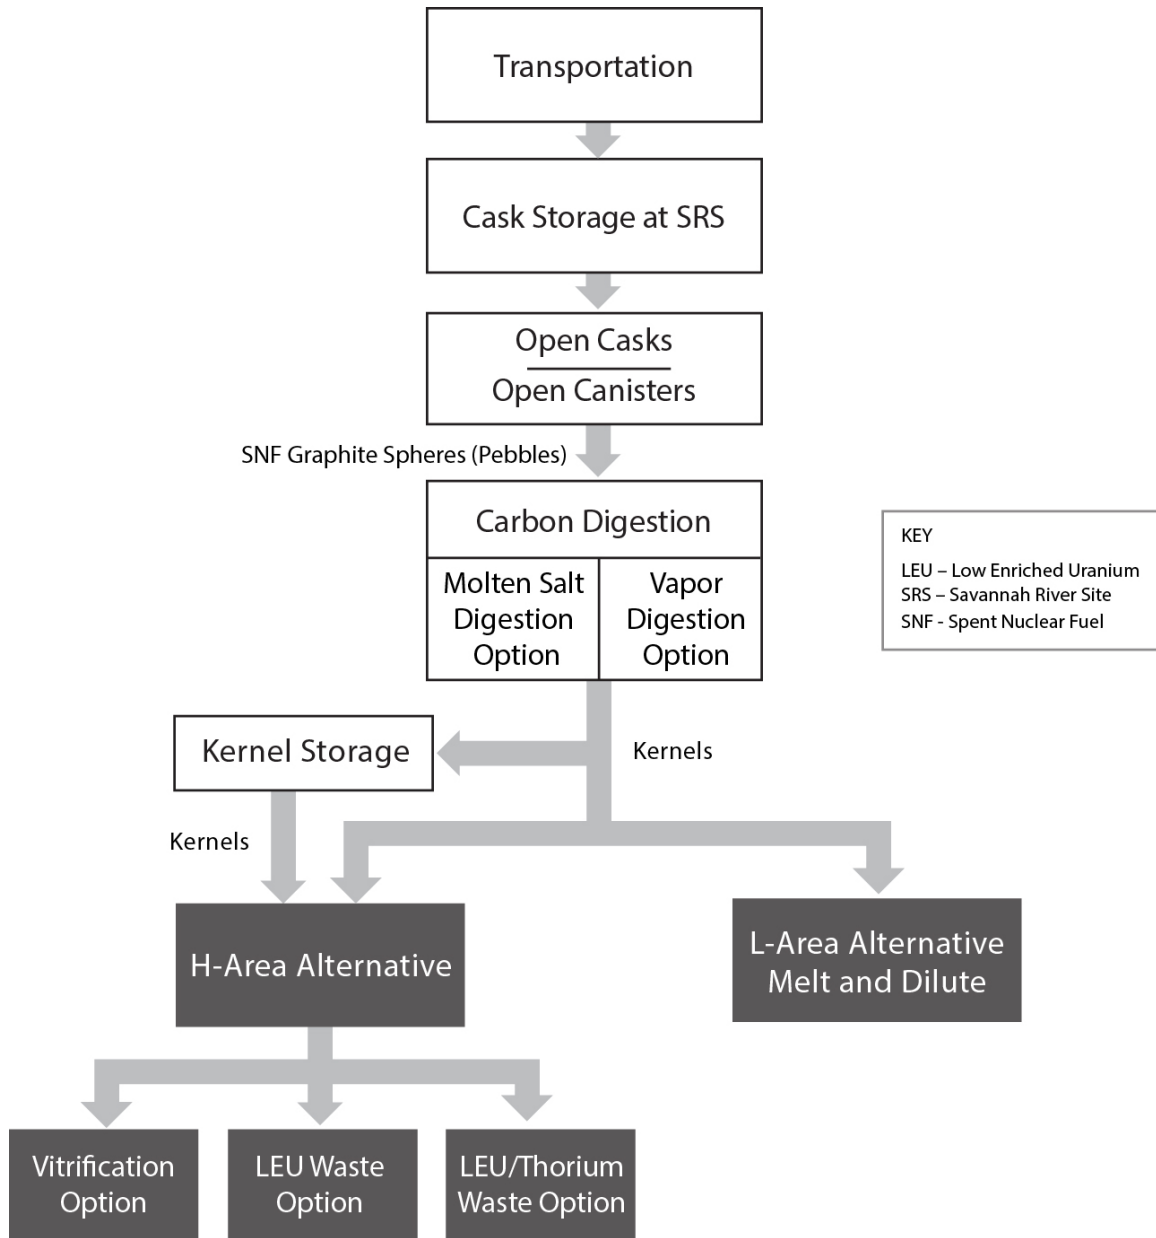 Transportation
Cask Storage at SRS
Open Casks
Open Canisters
SNF Graphite Spheres (Pebbles)
Carbon Digestion
Molten Salt
Digestion
Option
Vapor
Digestion
Option
KEY
LEU – Low Enriched Uranium
SRS – Savannah River Site
SNF - Spent Nuclear Fuel
Kernel Storage
Kernels
Kernels
H-Area Alternative
L-Area Alternative
Melt and Dilute
Vitrification
Option
LEU Waste
Option
LEU/Thorium
Waste Option